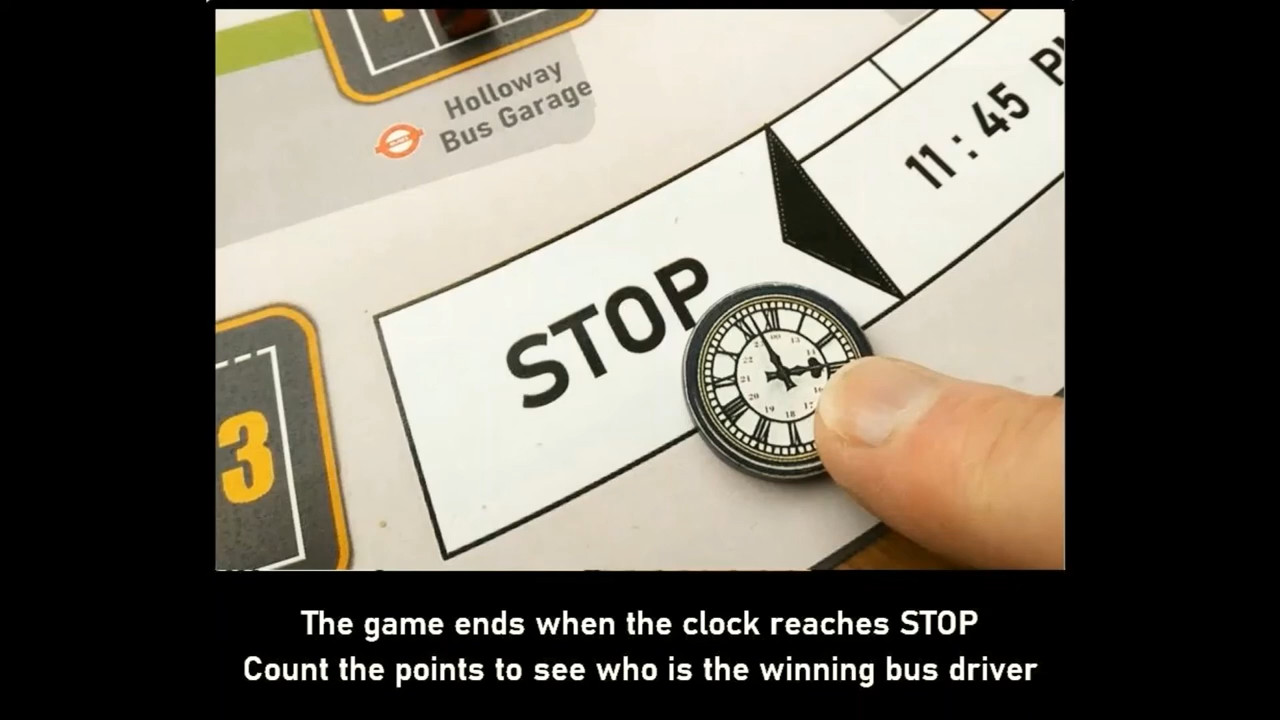 Holloway
Bus Garage
11 : 45
STOP
3
The game ends when the clock reaches STOP
Count the points to see who is the winning bus driver